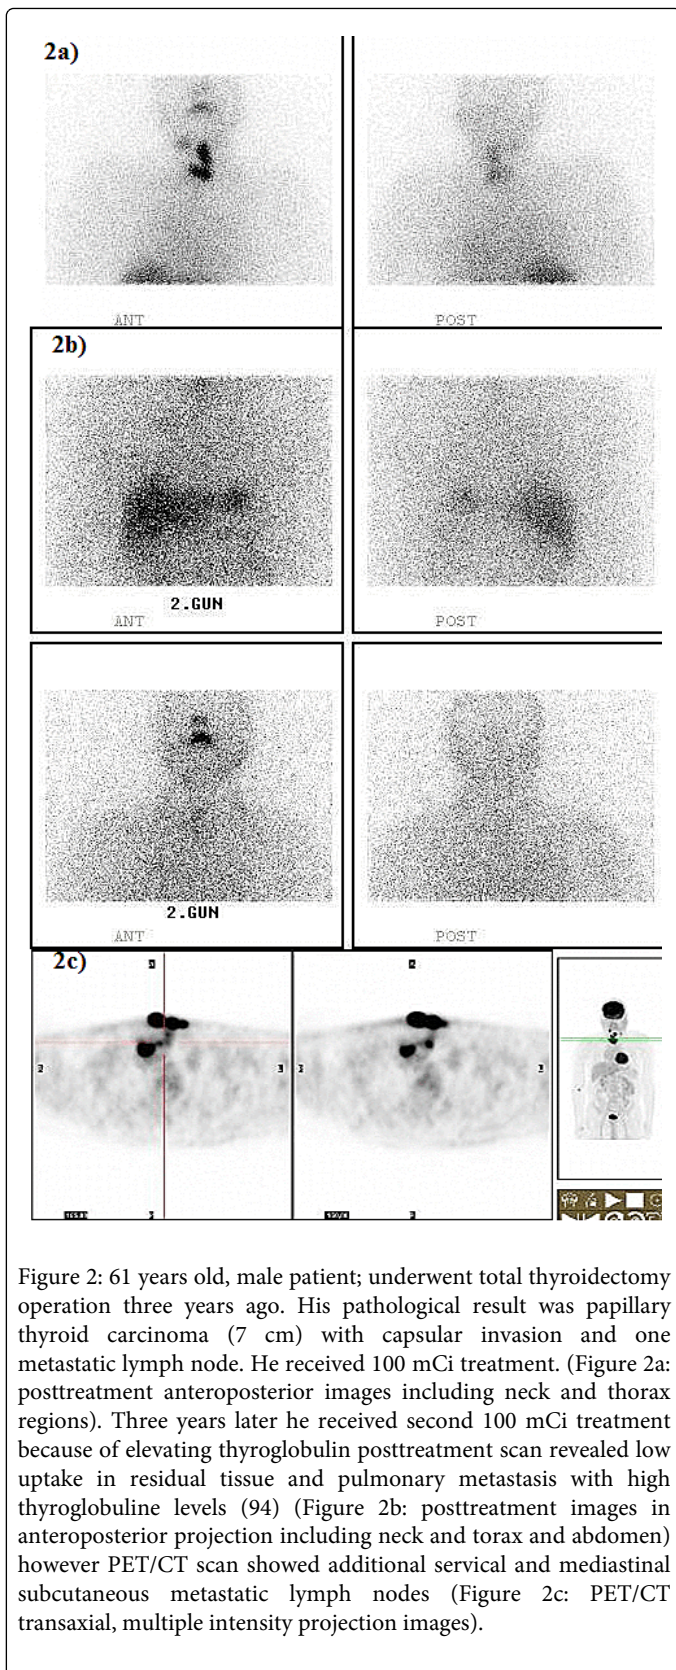 2a)
ANT
POST
2b)
2.GUN
ANT
POST
2.GUN
ANT
POST
2c)
Figure 2: 61 years old, male patient; underwent total thyroidectomy
operation three years ago. His pathological result was papillary
thyroid carcinoma (7 cm) with capsular invasion and one
metastatic lymph node. He received 100 mCi treatment. (Figure 2a:
posttreatment anteroposterior images including neck and thorax
regions). Three years later he received second 100 mCi treatment
because of elevating thyroglobulin posttreatment scan revealed low
uptake in residual tissue and pulmonary metastasis with high
thyroglobuline levels (94) (Figure 2b: posttreatment images in
anteroposterior projection including neck and torax and abdomen)
however PET/CT scan showed additional servical and mediastinal
subcutaneous metastatic lymph nodes (Figure 2c: PET/CT
transaxial, multiple intensity projection images).